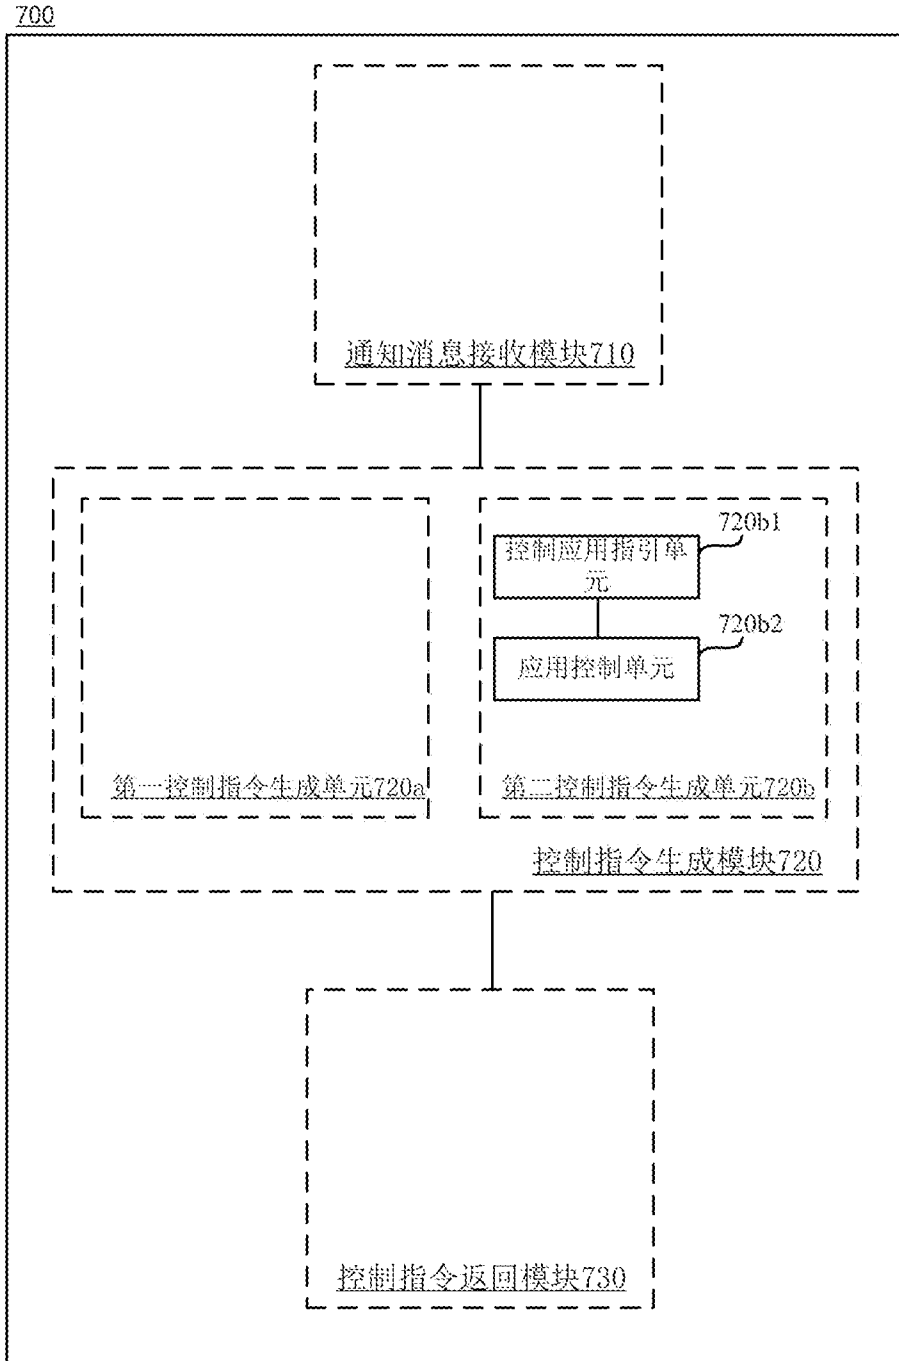 700
通知消息接收模块710
720b1
控制应用指引单
元
720b2
应用控制单元
第一控制指令生成单元720a
第二控制指令生成单元720b
控制指令生成模块720
控制指令返回模块730